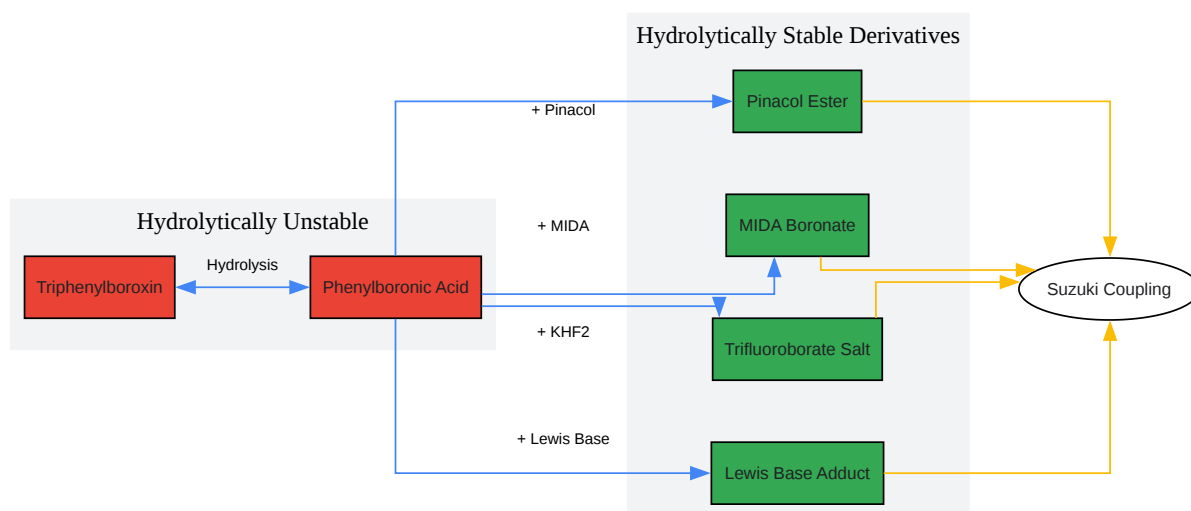 Hydrolytically Stable Derivatives
Pinacol Ester
+ Pinacol
Hydrolytically Unstable
+ MIDA
MIDA Boronate
Hydrolysis
Triphenylboroxin
Phenylboronic Acid
Suzuki Coupling
+ KHF2
Trifluoroborate Salt
+ Lewis Base
Lewis Base Adduct